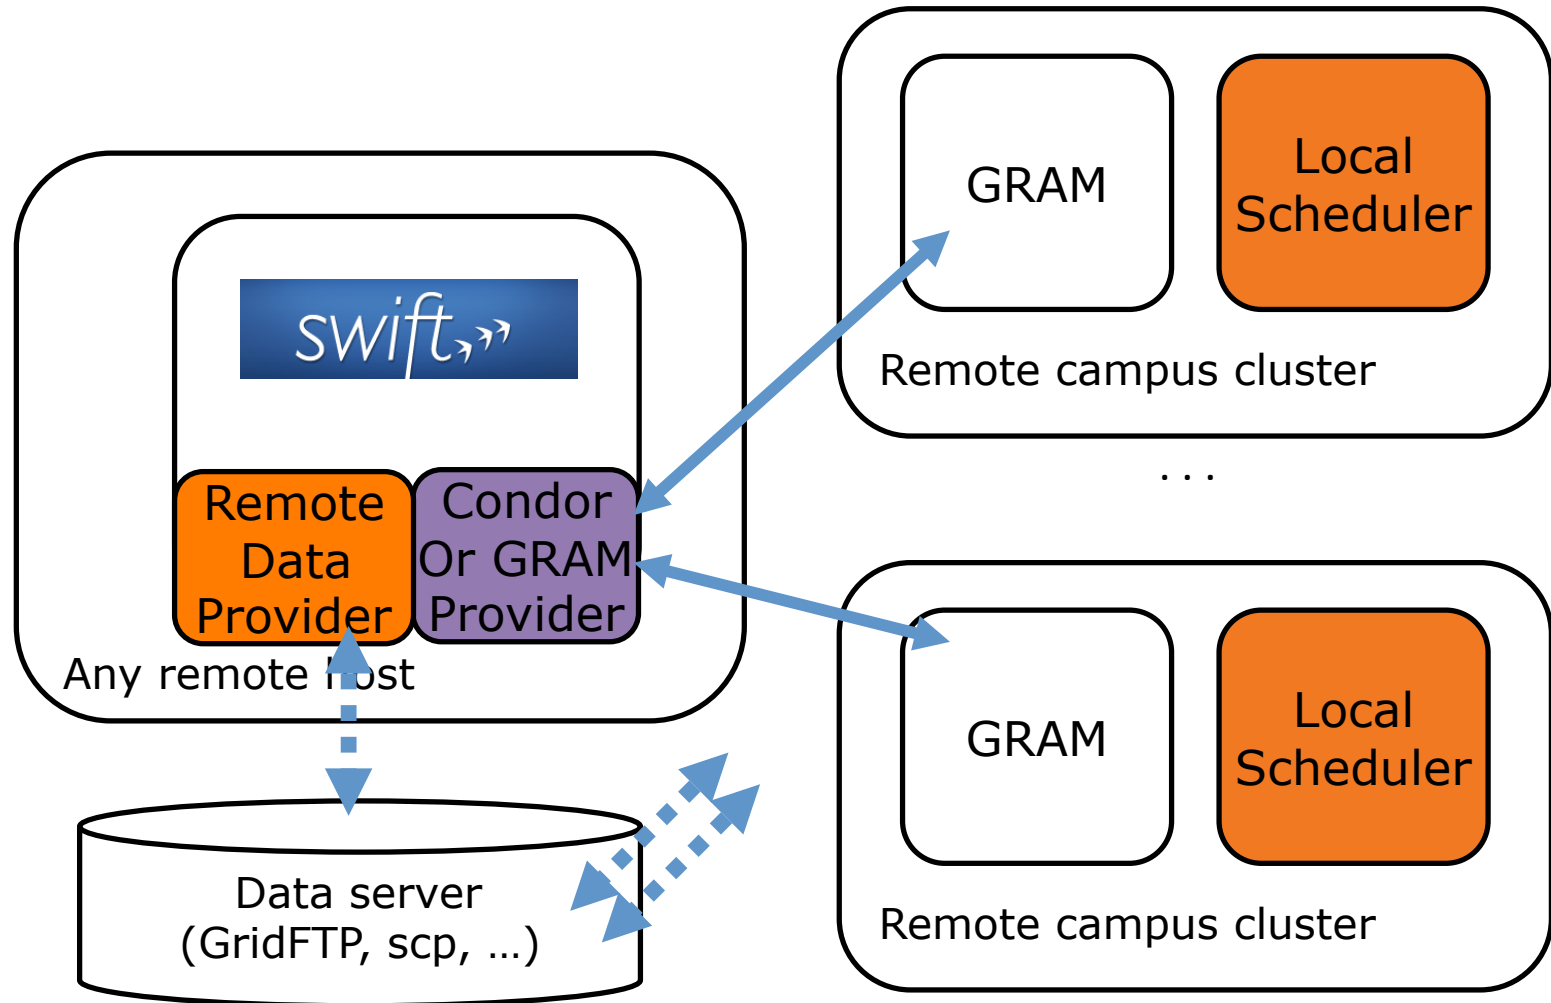 swift
Remote
Data
Provider
Condor
Or GRAM
Provider
Any remote host
Data server
(GridFTP, scp, ...)
GRAM
Local
Scheduler
Remote campus cluster
. . .
GRAM
Local
Scheduler
Remote campus cluster